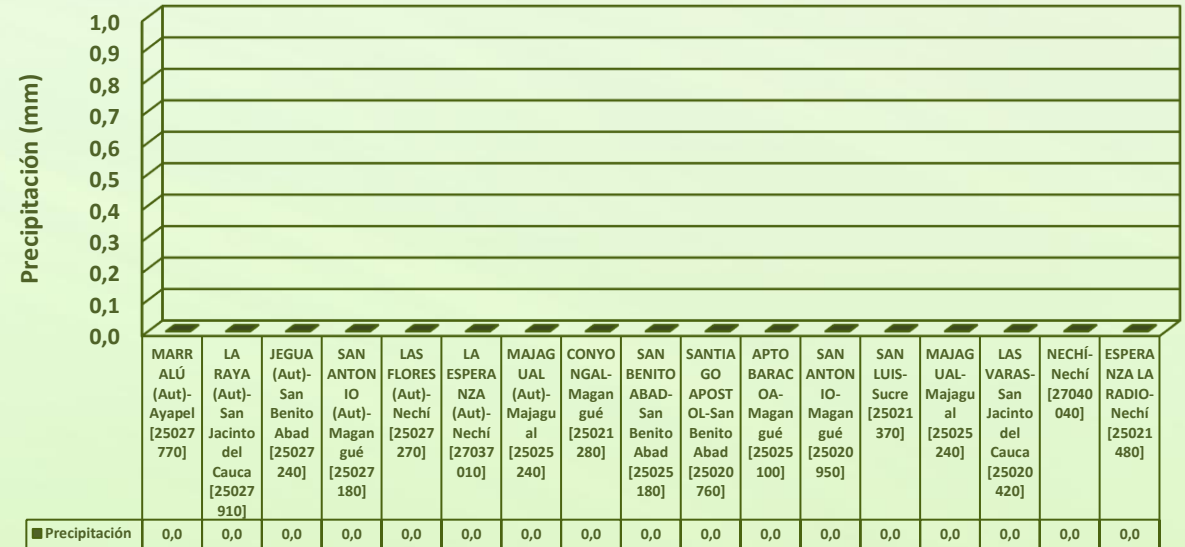 Precipitación (mm)
1,0
0,9
0,8
0,7
0,6
0,5
0,4
0,3
0,2
0,1
0,0
MARR
ALÚ
(Aut)-
Ayapel
[25027
770]
LA
RAYA
(Aut)-
San
Jacinto
del
Cauca
[25027
910]
JEGUA
(Aut)-
San
Benito
Abad
[25027
240]
SAN
ANTON
IO
(Aut)-
Magan
gué
[25027
180]
LAS
FLORES
(Aut)-
Nechí
[25027
270]
LA
ESPERA
NZA
(Aut)-
Nechí
[27037
010]
MAJAG
UAL
(Aut)-
Majagu
al
[25025
240]
CONYO
NGAL-
Magan
gué
[25021
280]
SAN
BENITO
ABAD-
San
Benito
Abad
[25025
180]
SANTIA
GO
APOST
OL-San
Benito
Abad
[25020
760]
APTO
BARAC
OA-
Magan
gué
[25025
100]
SAN
ANTON
IO-
Magan
gué
[25020
950]
SAN
LUIS-
Sucre
[25021
370]
MAJAG
UAL-
Majagu
al
[25025
240]
LAS
VARAS-
San
Jacinto
del
Cauca
[25020
420]
NECHÍ-
Nechí
[27040
040]
ESPERA
NZA LA
RADIO-
Nechí
[25021
480]
Precipitación 0,0 0,0 0,0 0,0 0,0 0,0 0,0 0,0 0,0 0,0 0,0 0,0 0,0 0,0 0,0 0,0 0,0